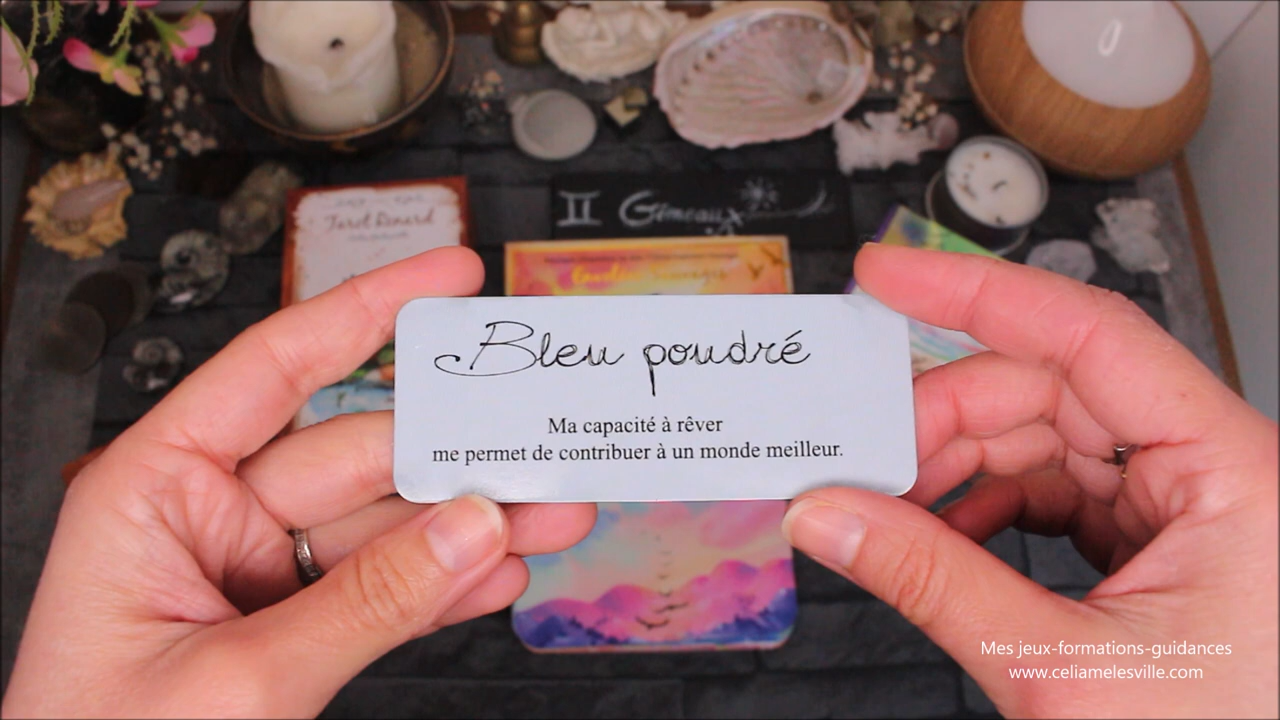 Tarot Renard
♊ Gémeaux
Bleu poudré
Ma capacité à rêver
me permet de contribuer à un monde meilleur.
Mes jeux-formations-guidances
www.celiamelesville.com